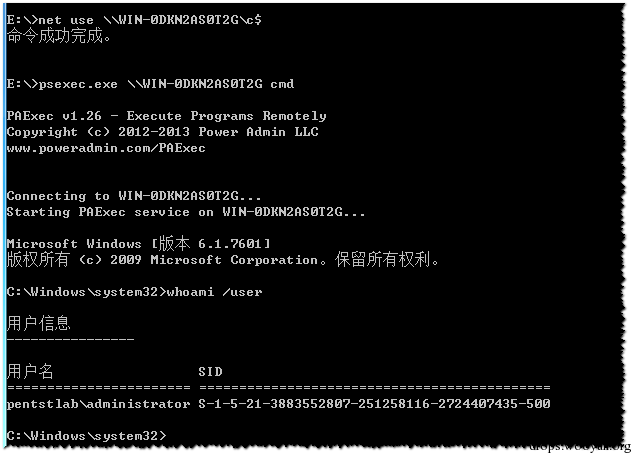 E:\>net use \\WIN-0DKN2AS0T2G\c$
命令成功完成。
E:\>psexec.exe \\WIN-0DKN2AS0T2G cmd
PAExec v1.26 - Execute Programs Remotely
Copyright (c) 2012-2013 Power Admin LLC
www.poweradmin.com/PAExec
Connecting to WIN-0DKN2AS0T2G...
Starting PAExec service on WIN-0DKN2AS0T2G...
Microsoft Windows [版本 6.1.7601]
版权所有 (c) 2009 Microsoft Corporation。保留所有权利。
C:\Windows\system32>whoami /user
用户信息
----------------
用户名 SID
======================= ============================================
pentstlab\administrator S-1-5-21-3883552807-251258116-2724407435-500
C:\Windows\system32>
drops.wooyun.org